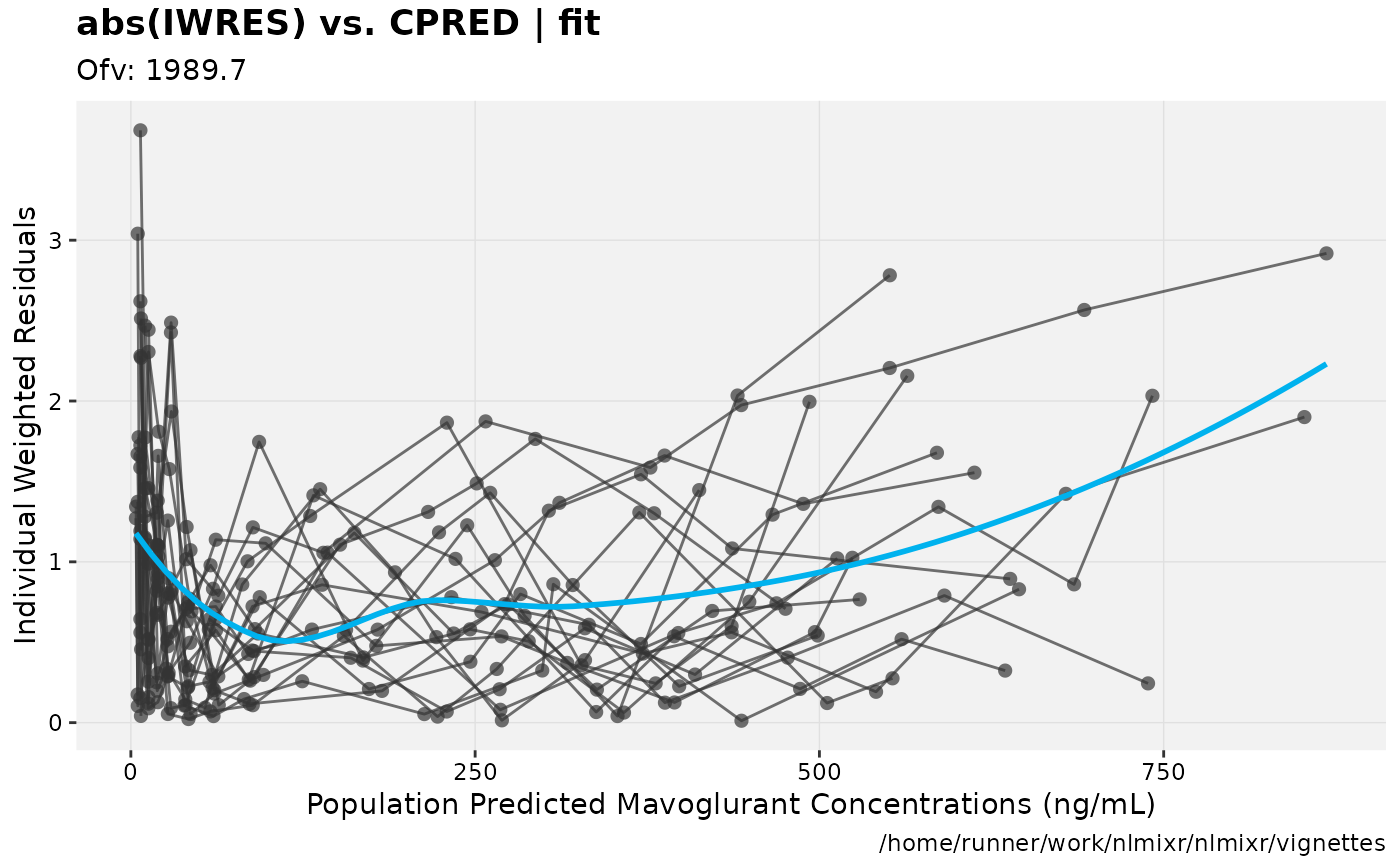 abs(IWRES) vs. CPRED | fit
Ofv: 1989.7
Individual Weighted Residuals
3
2
1
0
0 250 500 750
Population Predicted Mavoglurant Concentrations (ng/mL)
/home/runner/work/nlmixr/nlmixr/vignettes